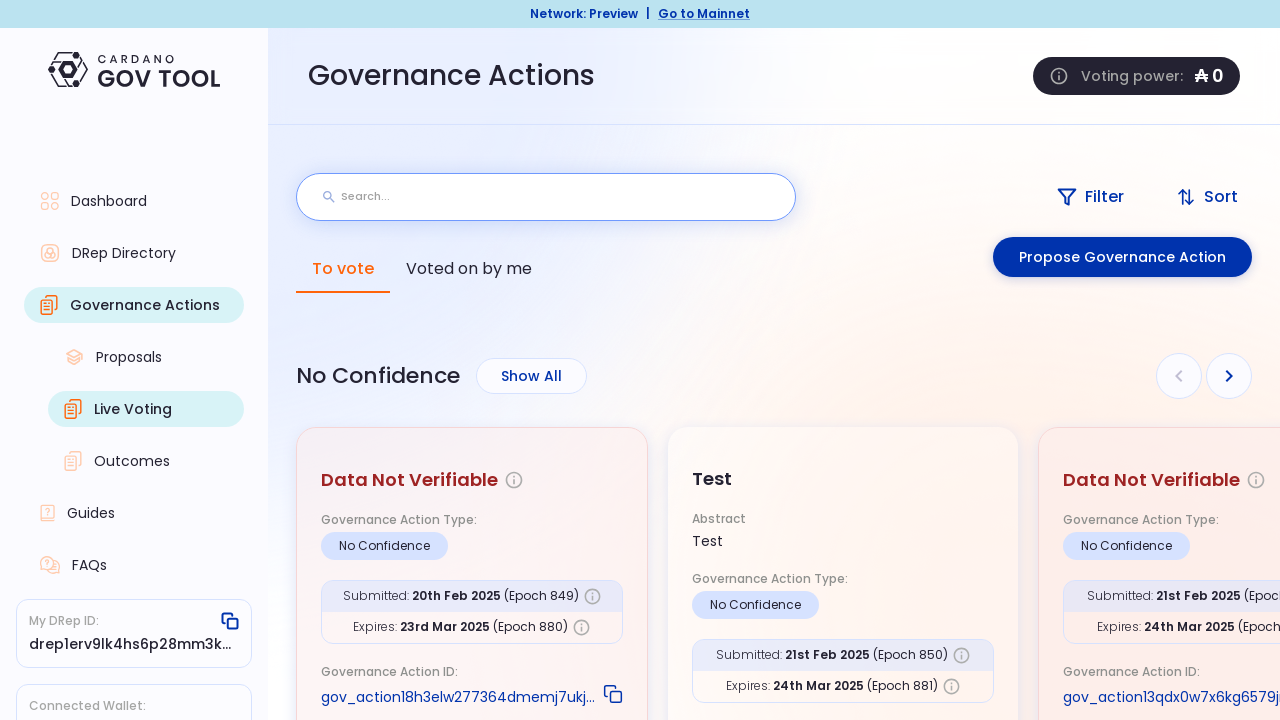 Network: Preview | Go to Mainnet
CARDANO
GOV TOOL
Governance Actions
Voting power: ₳ 0
Dashboard
DRep Directory
Governance Actions
Proposals
Live Voting
Outcomes
Guides
FAQs
My DRep ID:
drep1erv9lk4hs6p28mm3k...
Connected Wallet:
Search...
Filter
Sort
To vote
Voted on by me
Propose Governance Action
No Confidence
Show All
Data Not Verifiable
Governance Action Type:
No Confidence
Submitted: 20th Feb 2025 (Epoch 849)
Expires: 23rd Mar 2025 (Epoch 880)
Governance Action ID:
gov_action18h3elw277364dmemj7ukj...
Test
Abstract
Test
Governance Action Type:
No Confidence
Submitted: 21st Feb 2025 (Epoch 850)
Expires: 24th Mar 2025 (Epoch 881)
Data Not Verifiable
Governance Action Type:
No Confidence
Submitted: 21st Feb 2025
Expires: 24th Mar 2025 (Epoch
Governance Action ID: